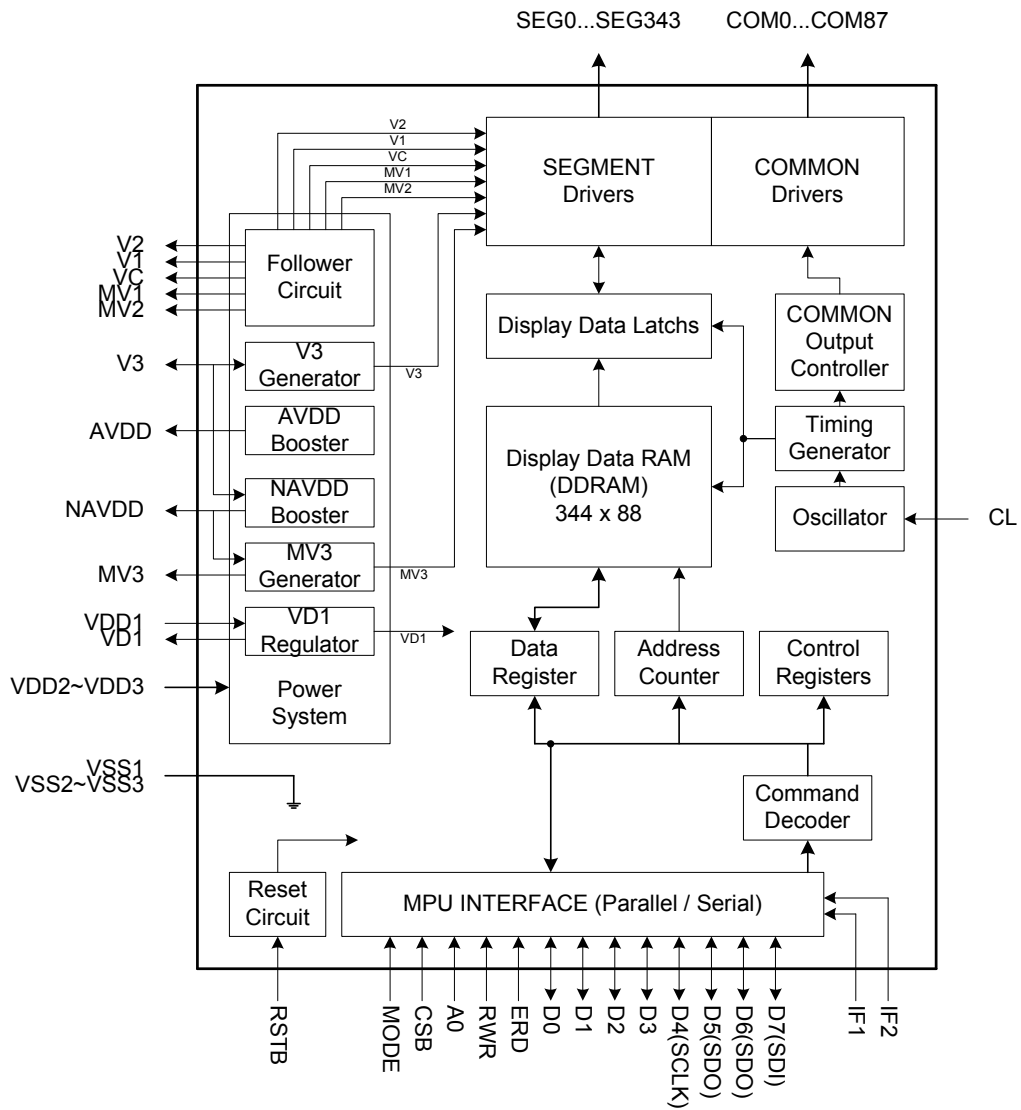 SEG0...SEG343 COM0...COM87
V2
V1
VC
MV1
MV2
SEGMENT
Drivers
COMMON
Drivers
V2
V1
VC
MV1
MV2
Follower
Circuit
Display Data Latchs
COMMON
Output
Controller
V3
V3
Generator
V3
AVDD
AVDD
Booster
Display Data RAM
(DDRAM)
344 x 88
Timing
Generator
NAVDD
NAVDD
Booster
Oscillator
CL
MV3
MV3
Generator
MV3
VDD1
VD1
VD1
Regulator
VD1
Data
Register
Address
Counter
Control
Registers
VDD2~VDD3
Power
System
VSS1
VSS2~VSS3
Command
Decoder
Reset
Circuit
MPU INTERFACE (Parallel / Serial)
RSTB
MODE
CSB
A0
RWR
ERD
D0
D1
D2
D3
D4(SCLK)
D5(SDO)
D6(SDO)
D7(SDI)
IF1
IF2